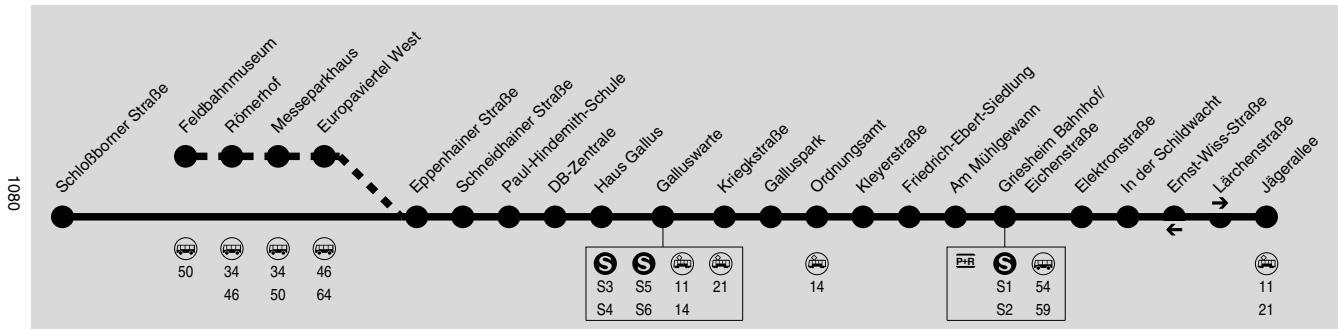 1080
Schloßborner Straße
Feldbahnmuseum
Römerhof
Messeparkhaus
Europaviertel West
Eppenhainer Straße
Schneidhainer Straße
Paul-Hindemith-Schule
DB-Zentrale
Haus Gallus
Galluswarte
Kriegkstraße
Galluspark
Ordnungsamt
Kleyerstraße
Friedrich-Ebert-Siedlung
Am Mühlgewann
Griesheim Bahnhof/
Eichenstraße
Elektronstraße
In der Schildwacht
Ernst-Wiss-Straße
Lärchenstraße
Jägerallee
50
34
46
34
50
46
64
S S
S3 S5 11 21
S4 S6 14
14
P+R S
S1 54
S2 59
11
21